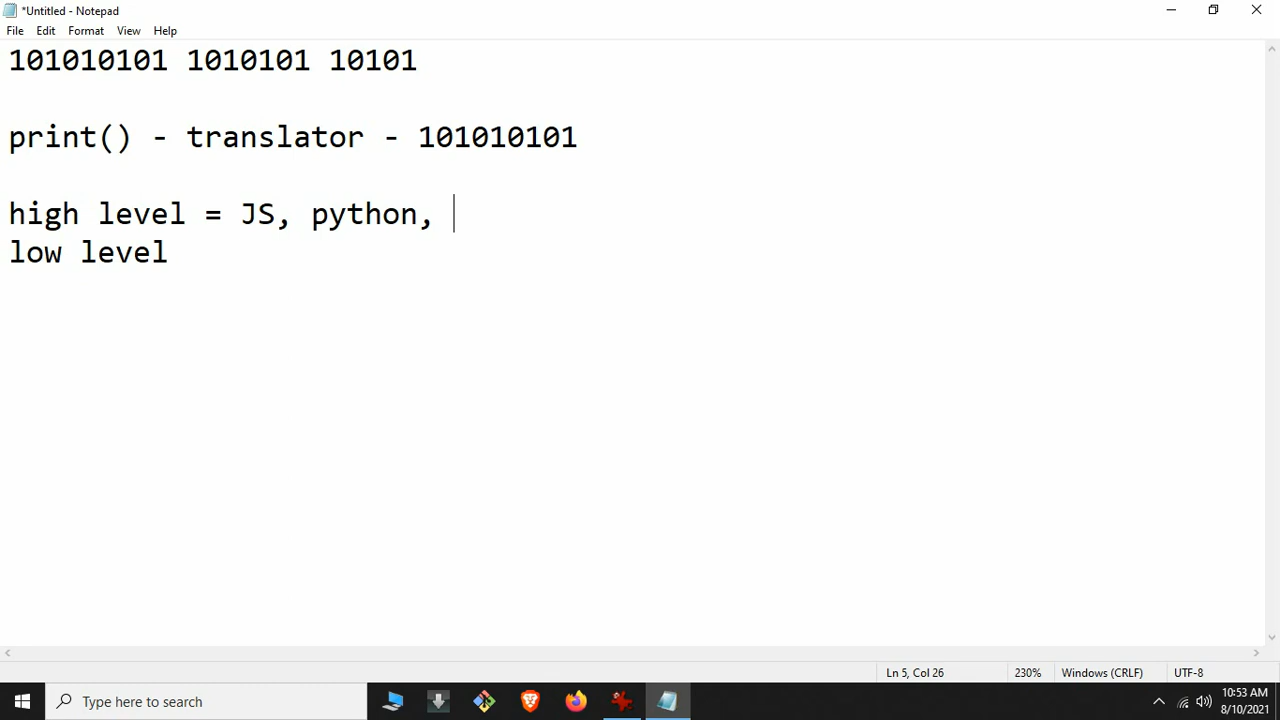 *Untitled - Notepad
File Edit Format View Help
101010101 1010101 10101
print() - translator - 101010101
high level = JS, python,
low level
Ln 5, Col 26 230% Windows (CRLF) UTF-8
Type here to search
10:53 AM
8/10/2021